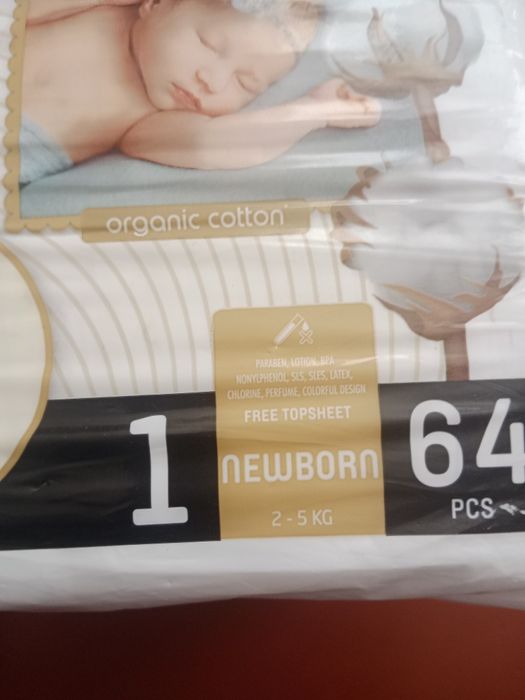 organic cotton
PARABEN, LOTION, BPA
NONYLPHENOL, SLS, SLES, LATEX,
CHLORINE, PERFUME, COLORFUL DESIGN
FREE TOPSHEET
1
NEWBORN
64
2 - 5 KG
PCS